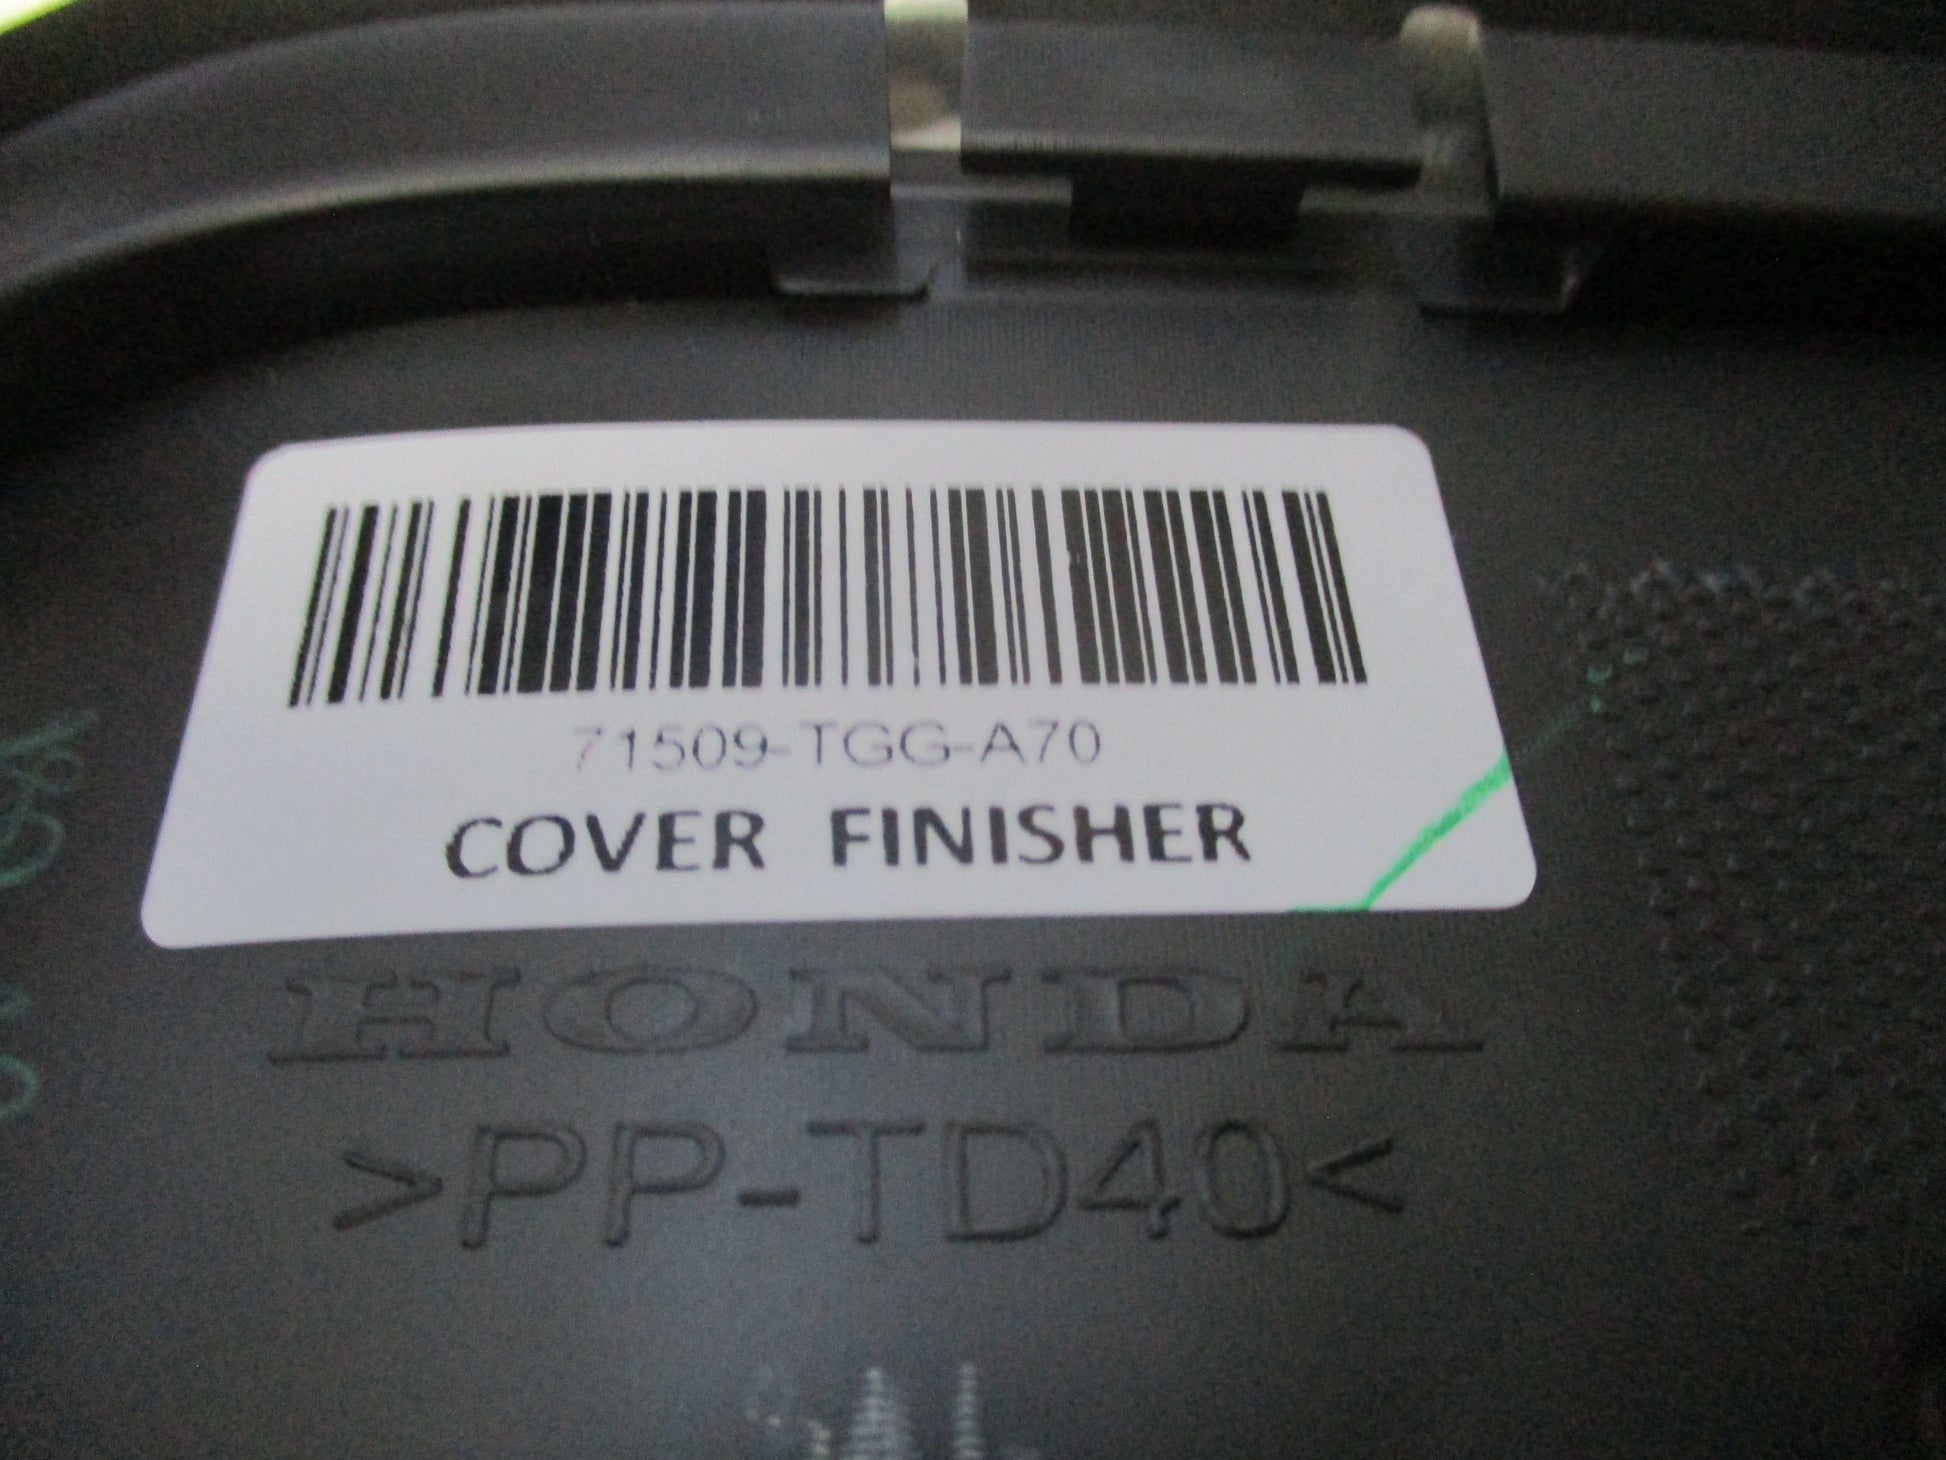 71509-TGG-A70
COVER FINISHER
HONDA
>PP-TD40<